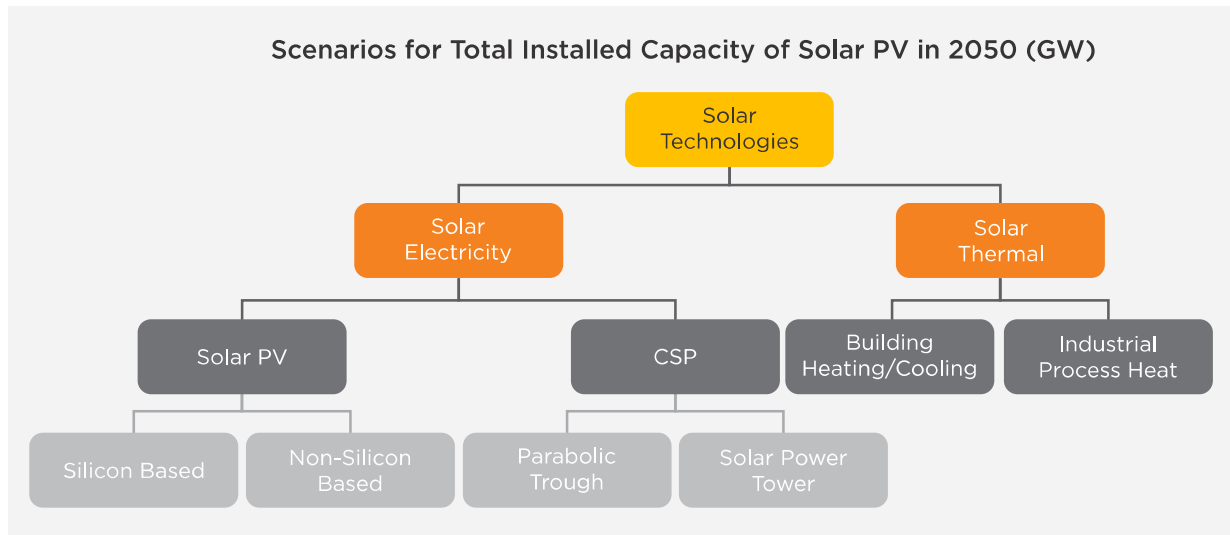 Scenarios for Total Installed Capacity of Solar PV in 2050 (GW)
Solar
Technologies
Solar
Electricity
Solar
Thermal
Solar PV
CSP
Building
Heating/Cooling
Industrial
Process Heat
Silicon Based
Non-Silicon
Based
Parabolic
Trough
Solar Power
Tower